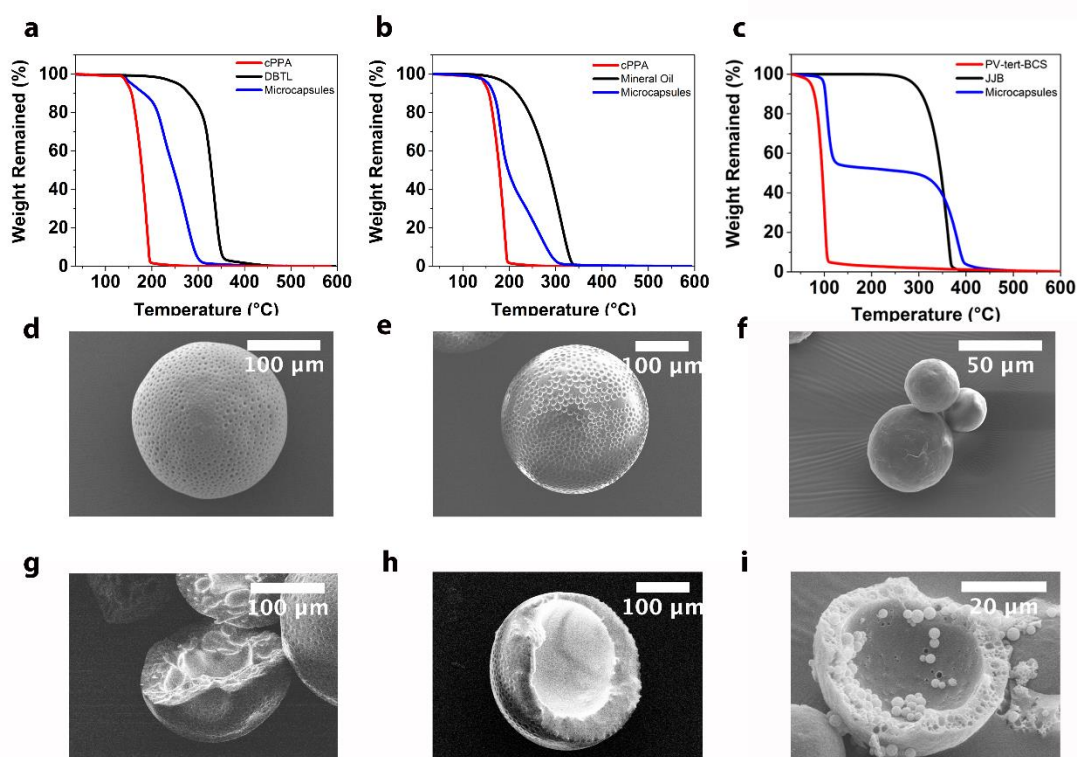 a
Weight Remained (%)
100
80
60
40
20
0
cPPA
DBTL
Microcapsules
100 200 300 400 500 600
Temperature (°C)
b
Weight Remained (%)
100
80
60
40
20
0
cPPA
Mineral Oil
Microcapsules
100 200 300 400 500 600
Temperature (°C)
c
Weight Remained (%)
100
80
60
40
20
0
PV-tert-BCS
JJB
Microcapsules
100 200 300 400 500 600
Temperature (°C)
d
100 µm
e
100 µm
f
50 µm
g
100 µm
h
100 µm
i
20 µm